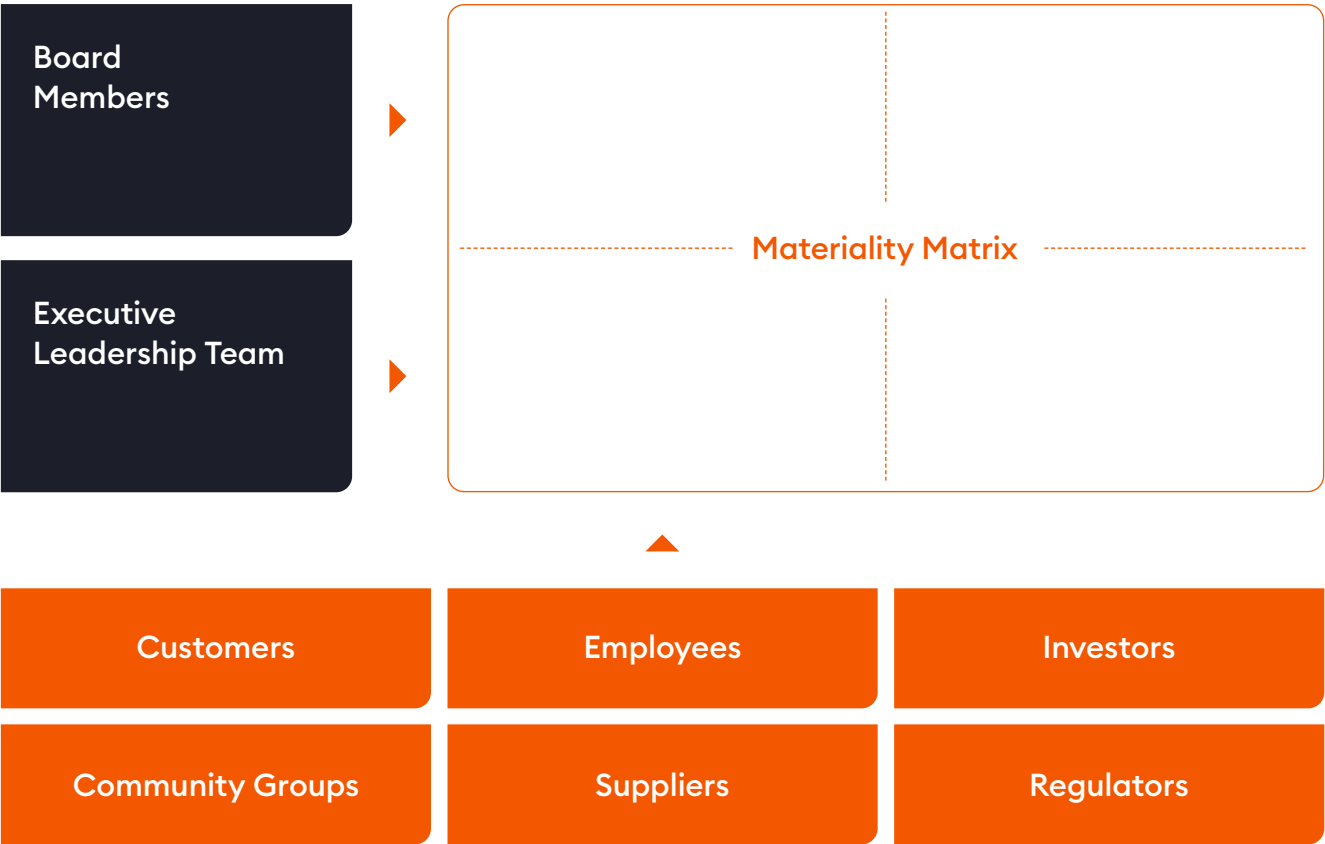 Board
Members
Executive
Leadership Team
Materiality Matrix
Customers
Employees
Investors
Community Groups
Suppliers
Regulators